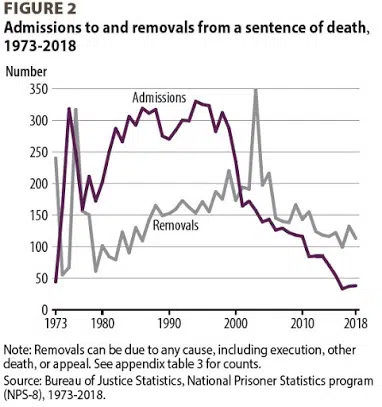 FIGURE 2
Admissions to and removals from a sentence of death,
1973-2018
Number
350
300
250
200
150
100
50
0
Admissions
Removals
1973 1980 1990 2000 2010 2018
Note: Removals can be due to any cause, including execution, other
death, or appeal. See appendix table 3 for counts.
Source: Bureau of Justice Statistics, National Prisoner Statistics program
(NPS-8), 1973-2018.